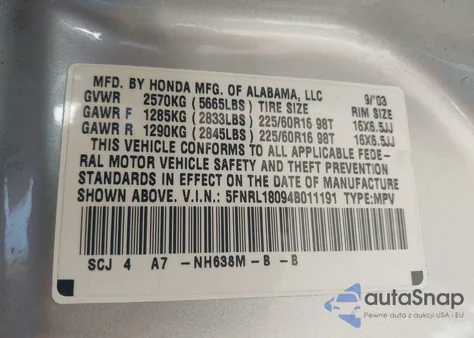 MFD. BY HONDA MFG. OF ALABAMA, LLC 9/'03
GVWR 2570KG (5665LBS) TIRE SIZE RIM SIZE
GAWR F 1285KG (2833LBS) 225/60R16 98T 16X6.5JJ
GAWR R 1290KG (2845LBS) 225/60R16 98T 16X6.5JJ
THIS VEHICLE CONFORMS TO ALL APPLICABLE FEDE-
RAL MOTOR VEHICLE SAFETY AND THEFT PREVENTION
STANDARDS IN EFFECT ON THE DATE OF MANUFACTURE
SHOWN ABOVE. V.I.N.: 5FNRL18094B011191 TYPE:MPV
SCJ 4 A7 -NH638M-B -B
autoSnap
Pewne auta z aukcji USA i EU